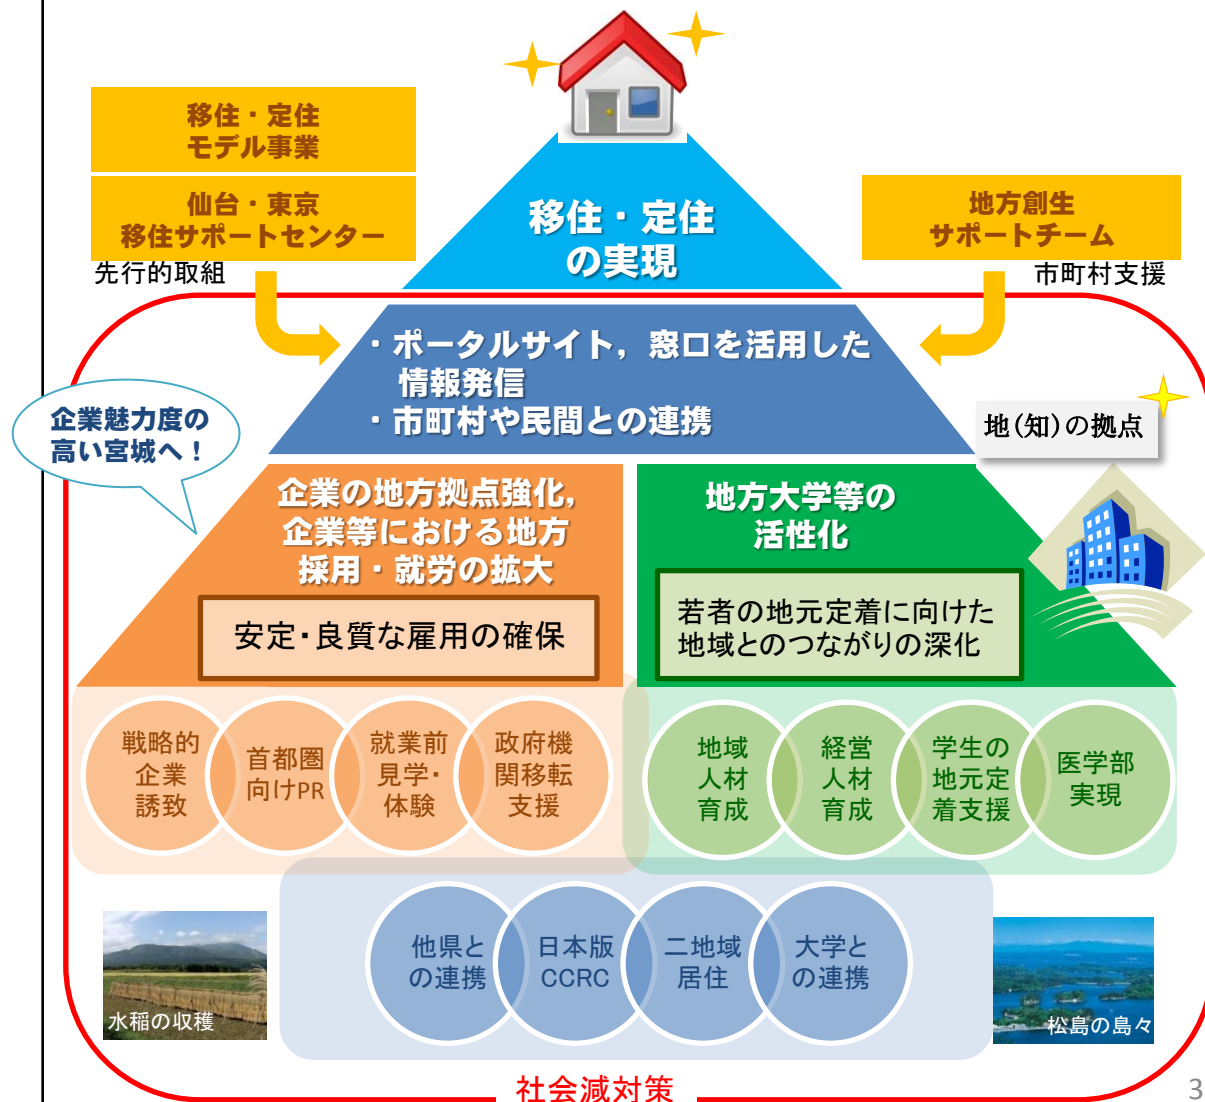 移住・定住
モデル事業
仙台・東京
移住サポートセンター
先行的取組
移住・定住
の実現
地方創生
サポートチーム
市町村支援
・ポータルサイト，窓口を活用した
情報発信
・市町村や民間との連携
企業魅力度の
高い宮城へ！
地（知）の拠点
企業の地方拠点強化，
企業等における地方
採用・就労の拡大
安定・良質な雇用の確保
地方大学等の
活性化
若者の地元定着に向けた
地域とのつながりの深化
戦略的
企業
誘致
首都圏
向けPR
就業前
見学・
体験
政府機
関移転
支援
地域
人材
育成
経営
人材
育成
学生の
地元定
着支援
医学部
実現
他県と
の連携
日本版
CCRC
二地域
居住
大学と
の連携
水稲の収穫
松島の島々
社会減対策
3